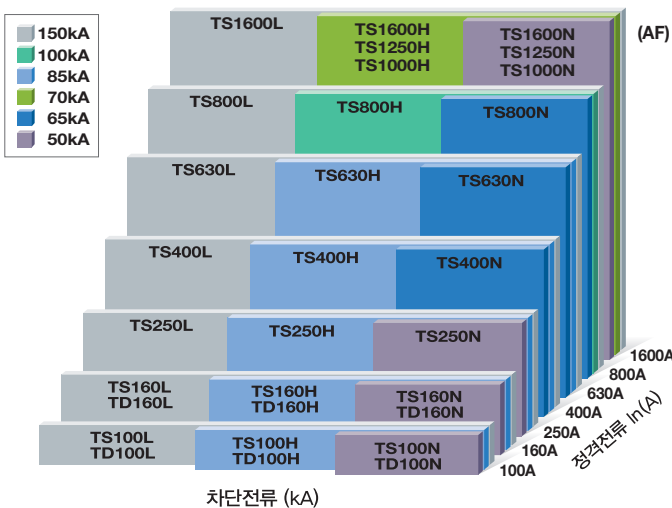 150kA
100kA
85kA
70kA
65kA
50kA
(AF)
TS1600L
TS1600H
TS1250H
TS1000H
TS1600N
TS1250N
TS1000N
TS800L
TS800H
TS800N
TS630L
TS630H
TS630N
TS400L
TS400H
TS400N
TS250L
TS250H
TS250N
TS160L
TD160L
TS160H
TD160H
TS160N
TD160N
TS100L
TD100L
TS100H
TD100H
TS100N
TD100N
1600A
800A
630A
400A
250A
160A
100A
정격전류 In(A)
차단전류 (kA)